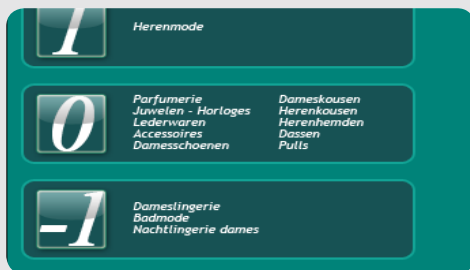 1
Herenmode
0
Parfumerie
Juwelen - Horloges
Lederwaren
Accessoires
Damesschoenen
Dameskousen
Herenkousen
Herenhemden
Dassen
Pulls
-1
Dameslingerie
Badmode
Nachtlingerie dames